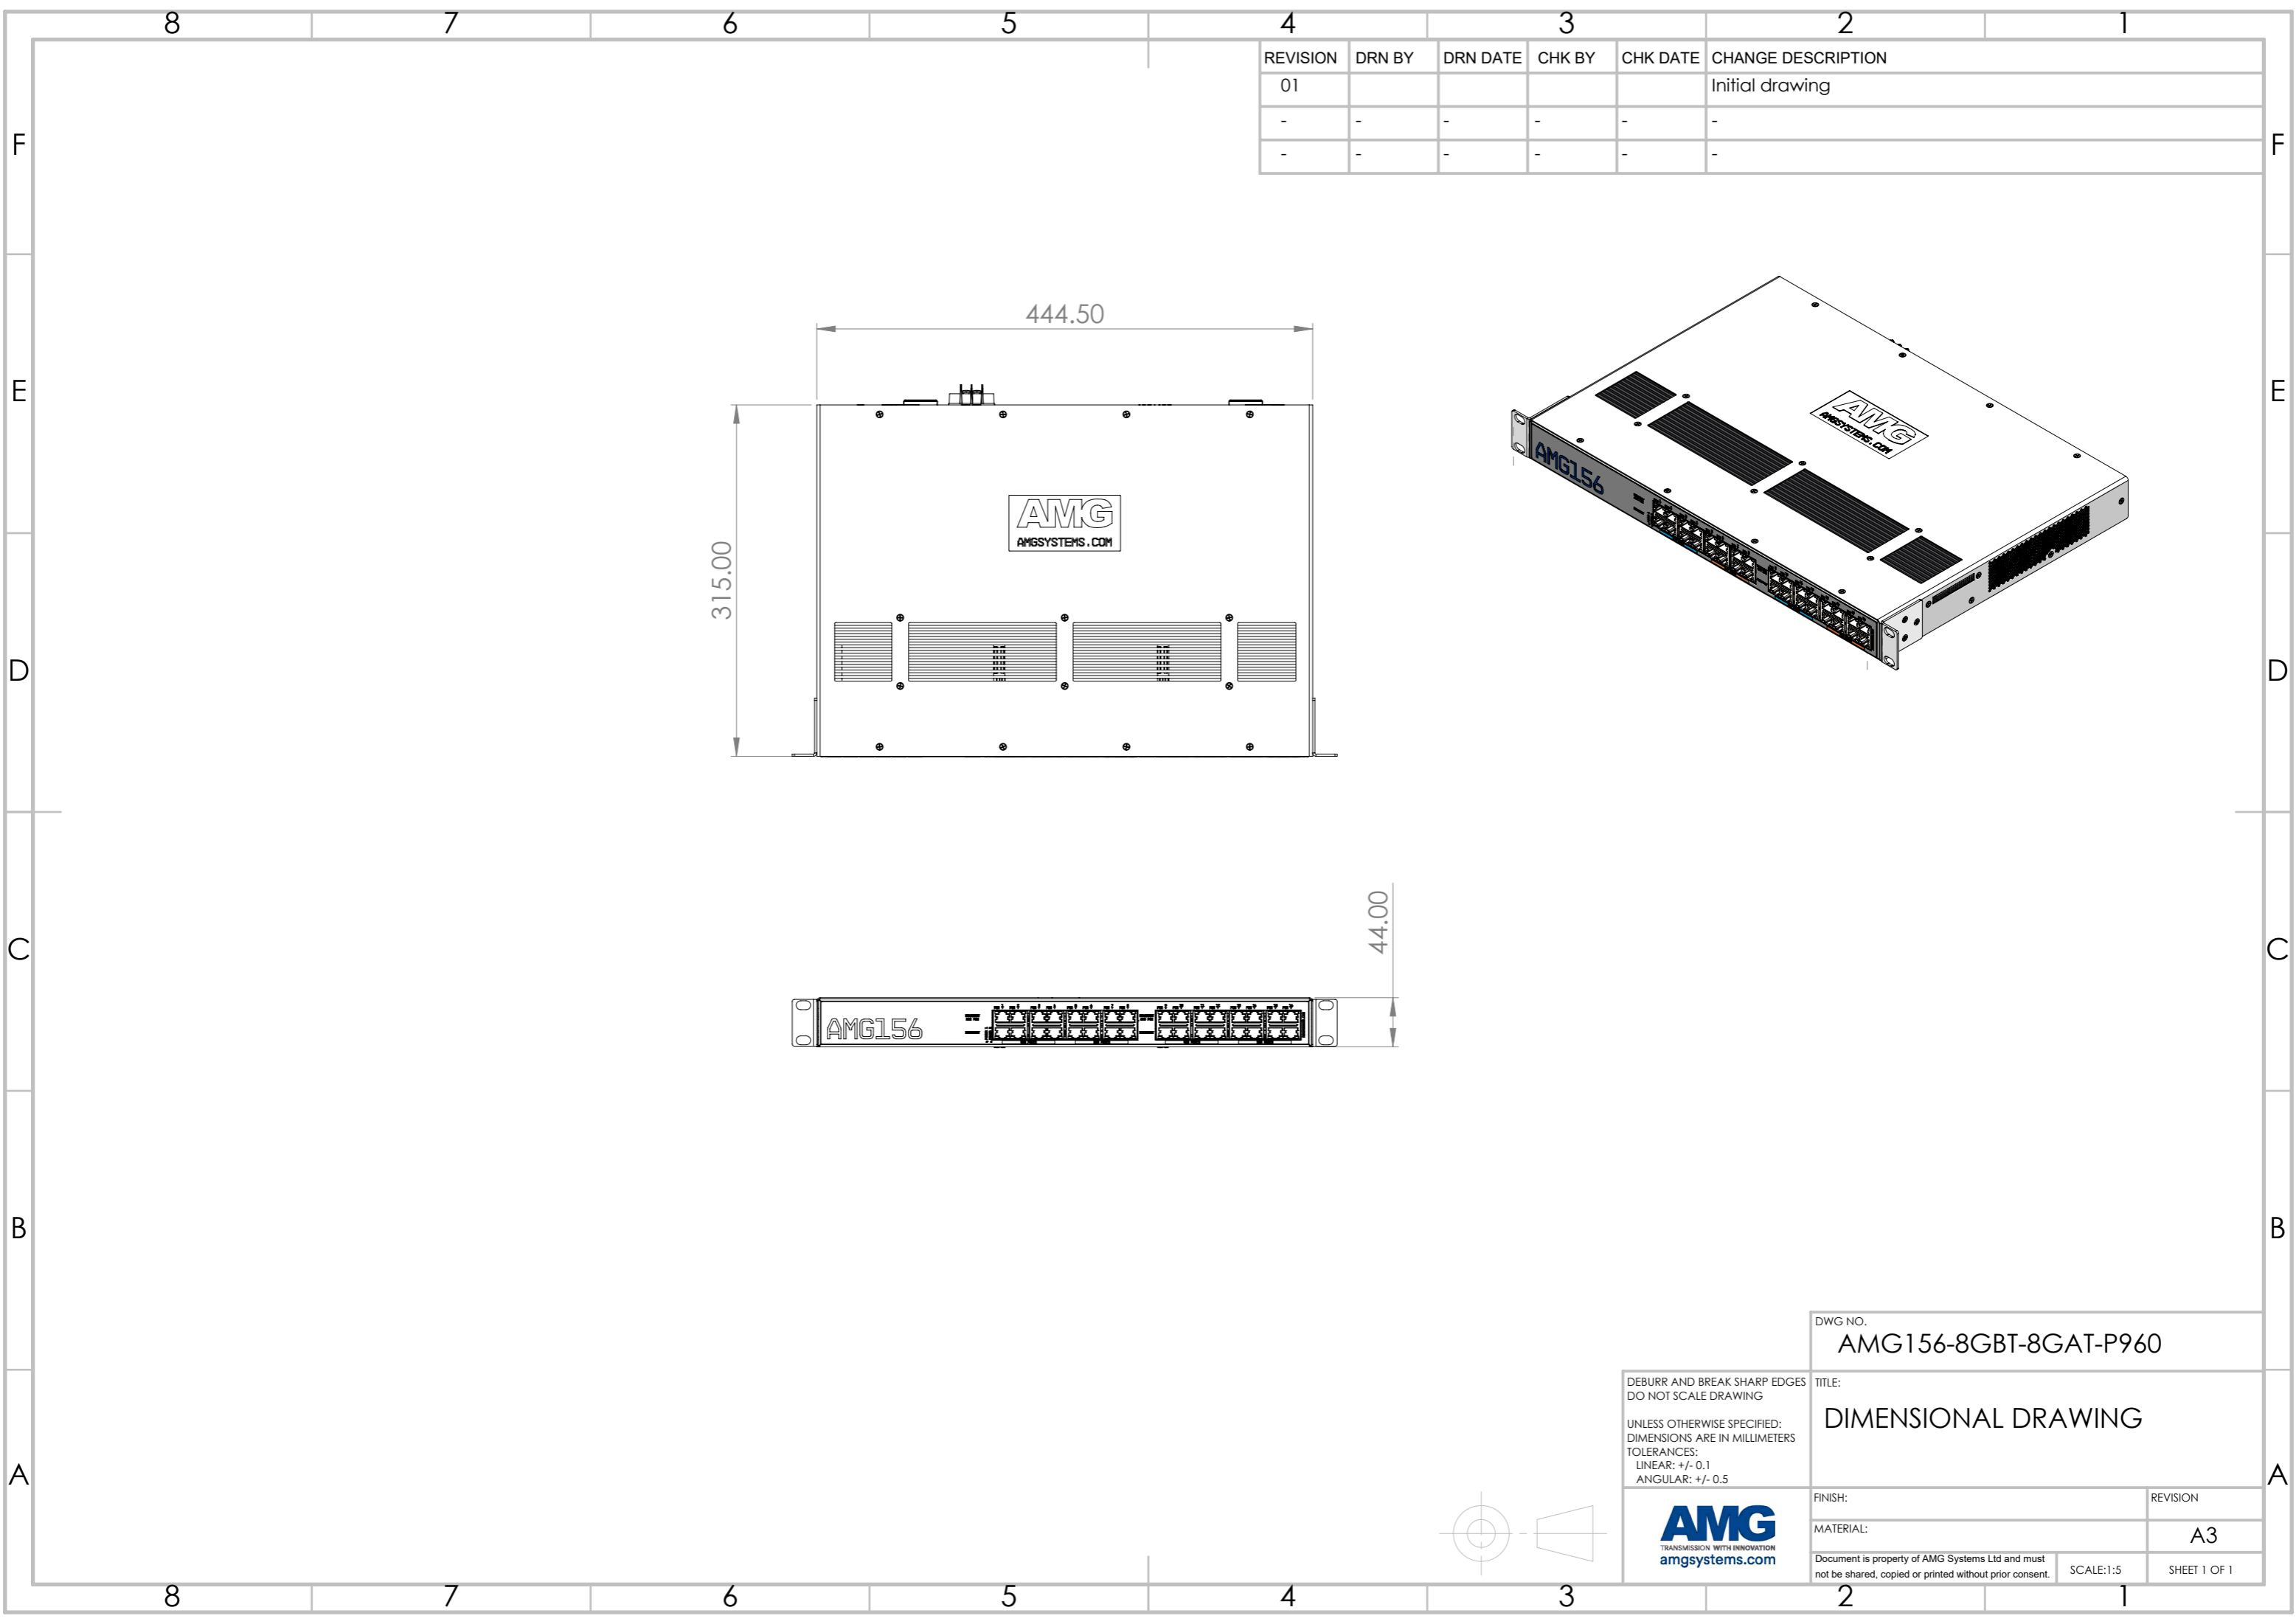 8 7 6 5 4 3 2 1
REVISION DRN BY DRN DATE CHK BY CHK DATE CHANGE DESCRIPTION
01 Initial drawing
- - - - - -
- - - - - -
F F
E E
D D
C C
B B
A A
444.50
315.00
AMG
AMGSYSTEMS.COM
AMG
AMGSYSTEMS.COM
AMG156
44.00
AMG156
DWG NO.
AMG156-8GBT-8GAT-P960
DEBURR AND BREAK SHARP EDGES
DO NOT SCALE DRAWING
UNLESS OTHERWISE SPECIFIED:
DIMENSIONS ARE IN MILLIMETERS
TOLERANCES:
LINEAR: +/- 0.1
ANGULAR: +/- 0.5
TITLE:
DIMENSIONAL DRAWING
AMG
TRANSMISSION WITH INNOVATION
amgsystems.com
FINISH:
REVISION
MATERIAL:
A3
Document is property of AMG Systems Ltd and must
not be shared, copied or printed without prior consent.
SCALE:1:5
SHEET 1 OF 1
8 7 6 5 4 3 2 1